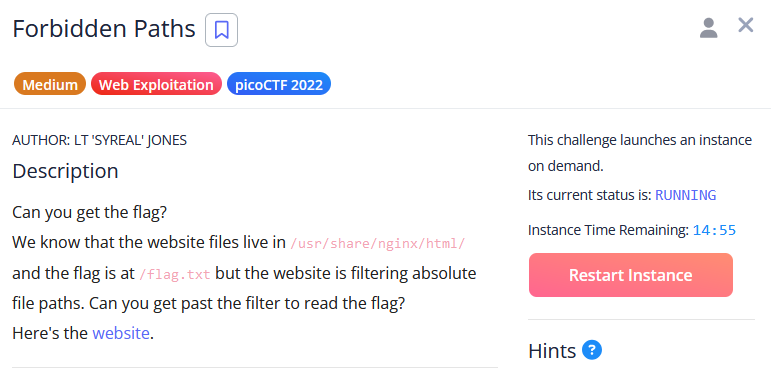 Forbidden Paths
Medium Web Exploitation picoCTF 2022
AUTHOR: LT 'SYREAL' JONES
Description
Can you get the flag?
We know that the website files live in /usr/share/nginx/html/
and the flag is at /flag.txt but the website is filtering absolute
file paths. Can you get past the filter to read the flag?
Here's the website.
This challenge launches an instance
on demand.
Its current status is: RUNNING
Instance Time Remaining: 14:55
Restart Instance
Hints ?